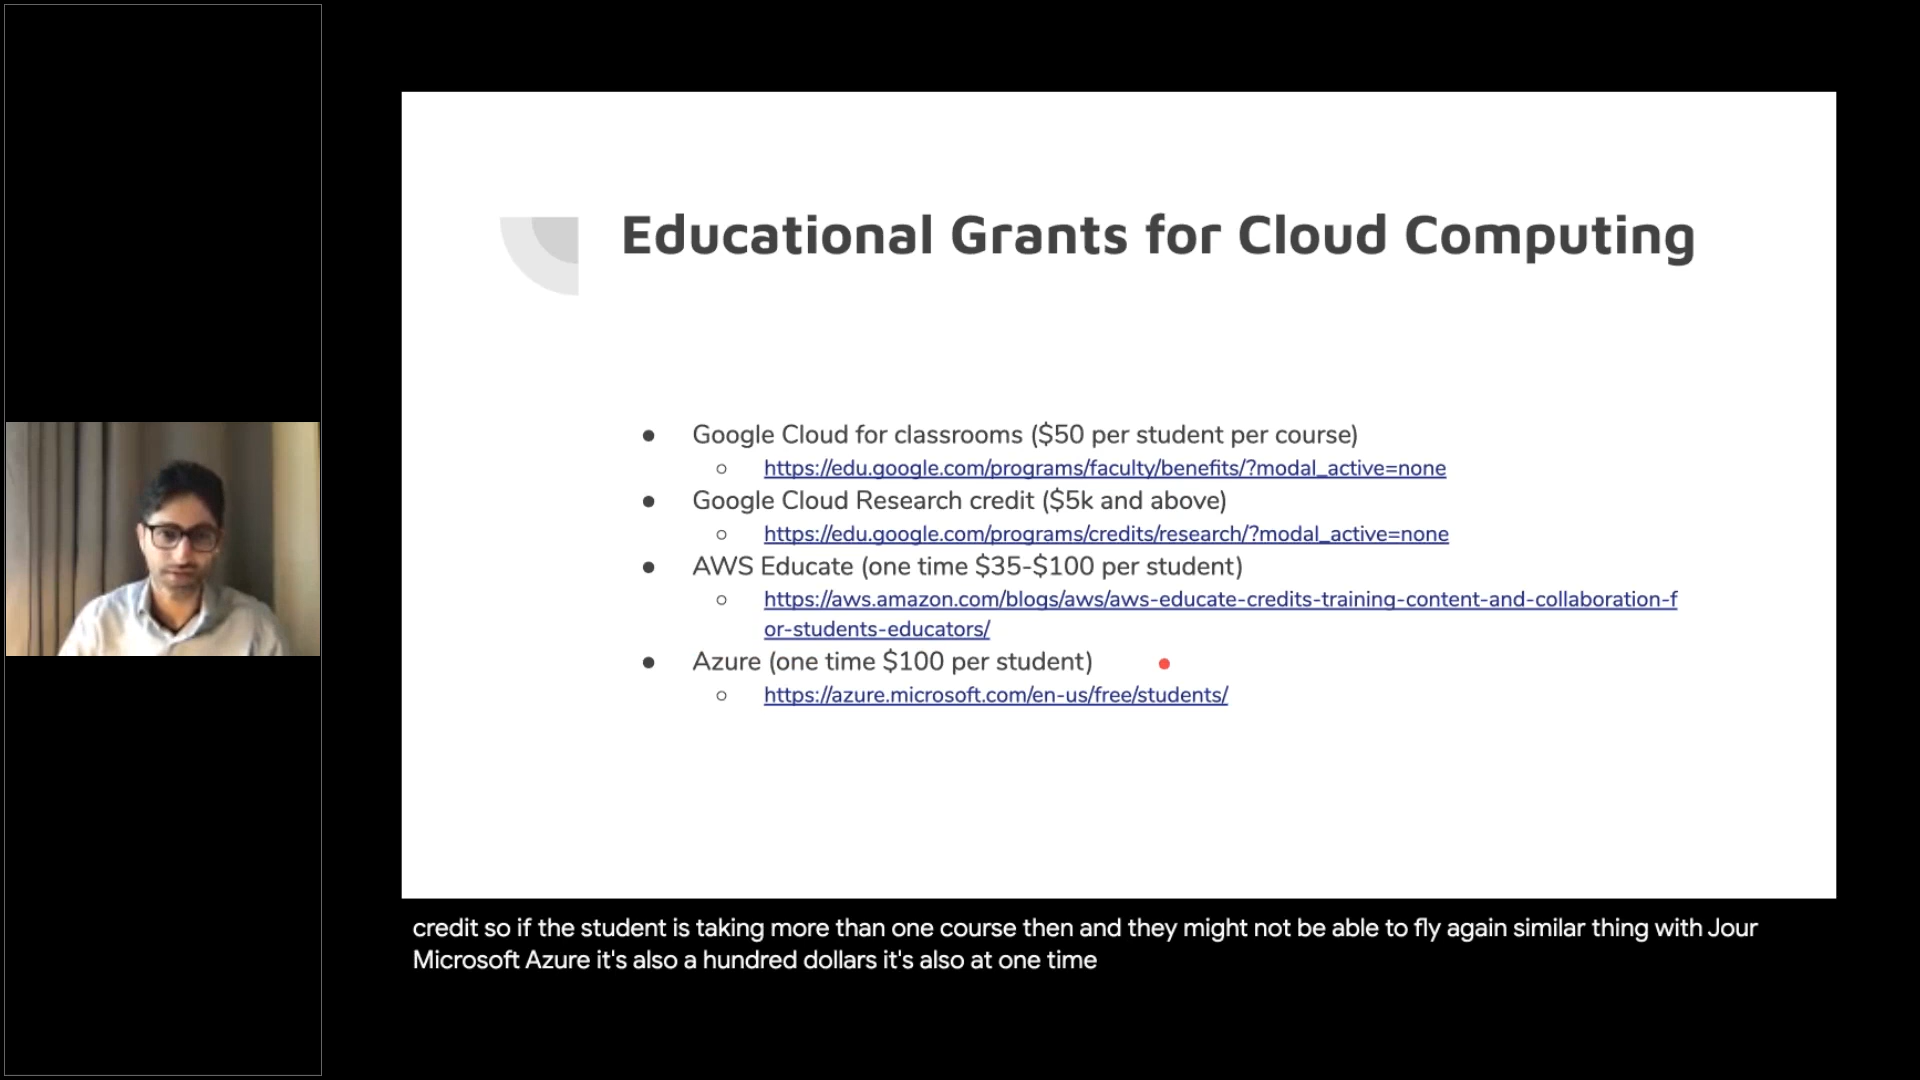 Educational Grants for Cloud Computing
● Google Cloud for classrooms ($50 per student per course)
○ https://edu.google.com/programs/faculty/benefits/?modal_active=none
● Google Cloud Research credit ($5k and above)
○ https://edu.google.com/programs/credits/research/?modal_active=none
● AWS Educate (one time $35-$100 per student)
○ https://aws.amazon.com/blogs/aws/aws-educate-credits-training-content-and-collaboration-f
or-students-educators/
● Azure (one time $100 per student)
○ https://azure.microsoft.com/en-us/free/students/
credit so if the student is taking more than one course then and they might not be able to fly again similar thing with Jour
Microsoft Azure it's also a hundred dollars it's also at one time